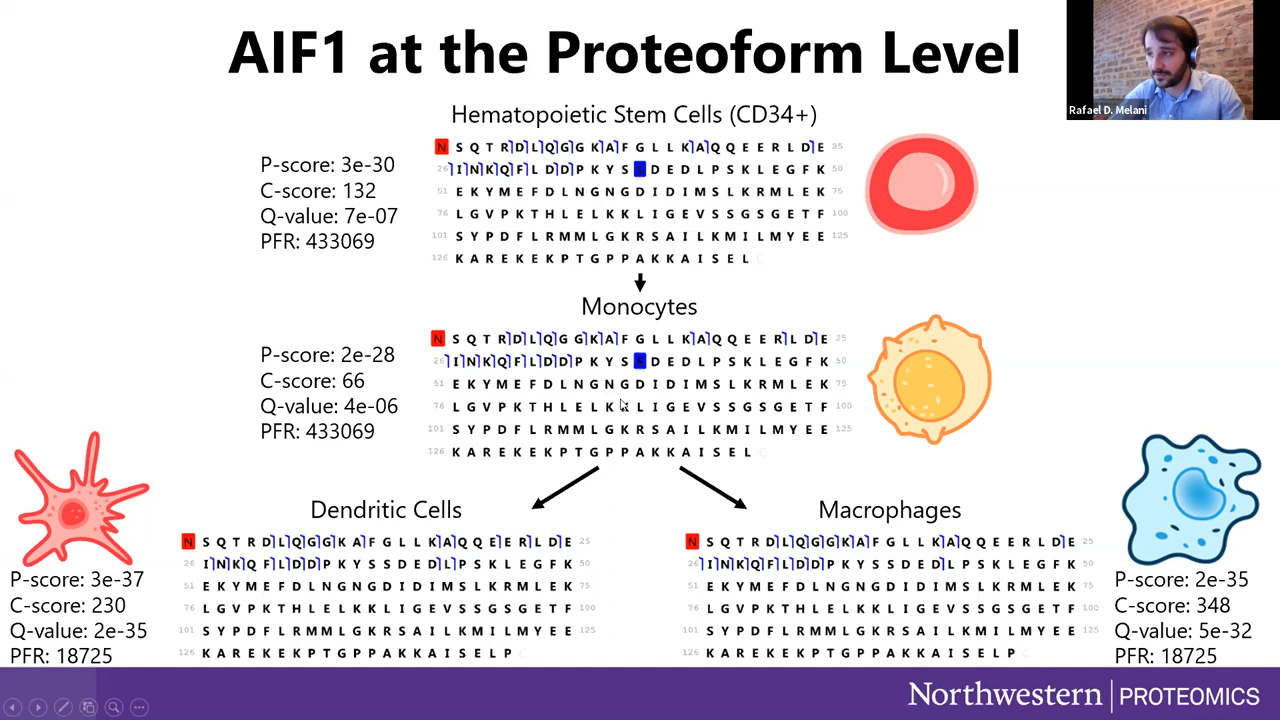 AIF1 at the Proteoform Level
Rafael D. Melani
Hematopoietic Stem Cells (CD34+)
P-score: 3e-30
C-score: 132
Q-value: 7e-07
PFR: 433069
N S Q T R D L Q G G K A F G L L K A Q Q E E R L D E 25
26 I N K Q F L D D P K Y S S D E D L P S K L E G F K 50
51 E K Y M E F D L N G N G D I D I M S L K R M L E K 75
76 L G V P K T H L E L K K L I G E V S S G S G E T F 100
101 S Y P D F L R M M L G K R S A I L K M I L M Y E E 125
126 K A R E K E K P T G P P A K K A I S E L C
Monocytes
P-score: 2e-28
C-score: 66
Q-value: 4e-06
PFR: 433069
N S Q T R D L Q G G K A F G L L K A Q Q E E R L D E 25
26 I N K Q F L D D P K Y S S D E D L P S K L E G F K 50
51 E K Y M E F D L N G N G D I D I M S L K R M L E K 75
76 L G V P K T H L E L K K L I G E V S S G S G E T F 100
101 S Y P D F L R M M L G K R S A I L K M I L M Y E E 125
126 K A R E K E K P T G P P A K K A I S E L C
Dendritic Cells
N S Q T R D L Q G G K A F G L L K A Q Q E E R L D E 25
26 I N K Q F L D D P K Y S S D E D L P S K L E G F K 50
51 E K Y M E F D L N G N G D I D I M S L K R M L E K 75
76 L G V P K T H L E L K K L I G E V S S G S G E T F 100
101 S Y P D F L R M M L G K R S A I L K M I L M Y E E 125
126 K A R E K E K P T G P P A K K A I S E L P C
P-score: 3e-37
C-score: 230
Q-value: 2e-35
PFR: 18725
Macrophages
N S Q T R D L Q G G K A F G L L K A Q Q E E R L D E 25
26 I N K Q F L D D P K Y S S D E D L P S K L E G F K 50
51 E K Y M E F D L N G N G D I D I M S L K R M L E K 75
76 L G V P K T H L E L K K L I G E V S S G S G E T F 100
101 S Y P D F L R M M L G K R S A I L K M I L M Y E E 125
126 K A R E K E K P T G P P A K K A I S E L P C
P-score: 2e-35
C-score: 348
Q-value: 5e-32
PFR: 18725
Northwestern | PROTEOMICS